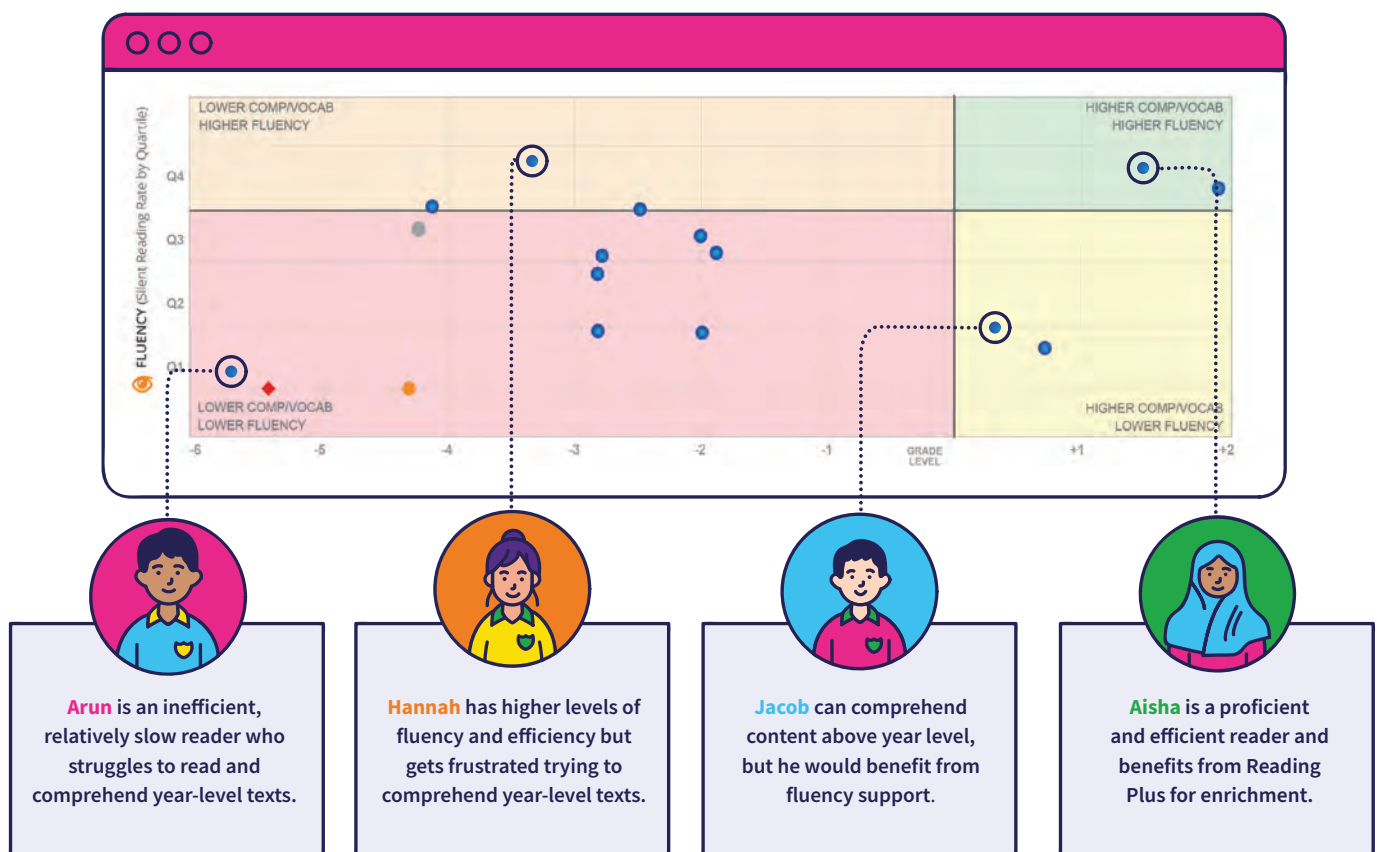 LOWER COMP/VOCAB
HIGHER FLUENCY
HIGHER COMP/VOCAB
HIGHER FLUENCY
FLUENCY (Silent Reading Rate by Quartile)
Q4
Q3
Q2
Q1
LOWER COMP/VOCAB
LOWER FLUENCY
HIGHER COMP/VOCAB
LOWER FLUENCY
-6
-5
-4
-3
-2
-1
GRADE
LEVEL
+1
+2
Arun is an inefficient,
relatively slow reader who
struggles to read and
comprehend year-level texts.
Hannah has higher levels of
fluency and efficiency but
gets frustrated trying to
comprehend year-level texts.
Jacob can comprehend
content above year level,
but he would benefit from
fluency support.
Aisha is a proficient
and efficient reader and
benefits from Reading
Plus for enrichment.